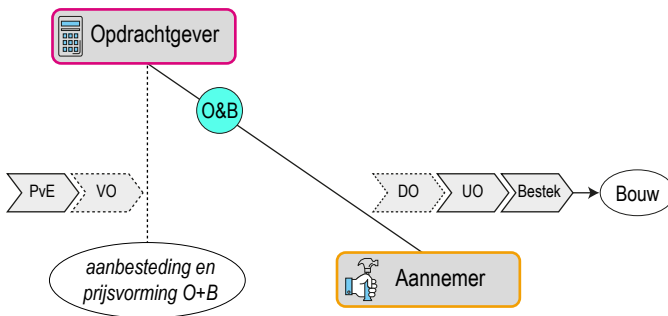 Opdrachtgever
O&B
PvE
VO
DO
UO
Bestek
Bouw
aanbesteding en
prijsvorming O+B
Aannemer